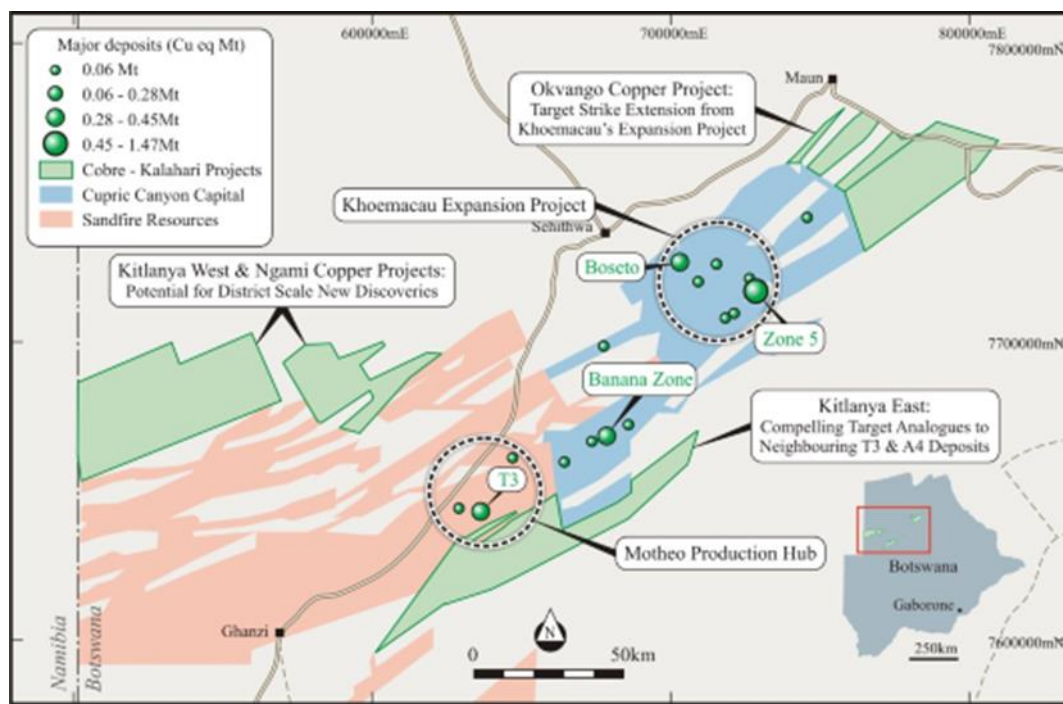 600000mE
700000mE
800000mE
7800000mN
Major deposits (Cu eq Mt)
0.06 Mt
0.06 - 0.28Mt
0.28 - 0.45Mt
0.45 - 1.47Mt
Cobre - Kalahari Projects
Cupric Canyon Capital
Sandfire Resources
Maun
Okvango Copper Project:
Target Strike Extension from
Khoemacau's Expansion Project
Khoemacau Expansion Project
Sehithwa
Boseto
Kitlanya West & Ngami Copper Projects:
Potential for District Scale New Discoveries
Zone 5
7700000mN
Banana Zone
Kitlanya East:
Compelling Target Analogues to
Neighbouring T3 & A4 Deposits
T3
Motheo Production Hub
Botswana
Gaborone
250km
Ghanzi
N
0
50km
7600000mN
Namibia
Botswana